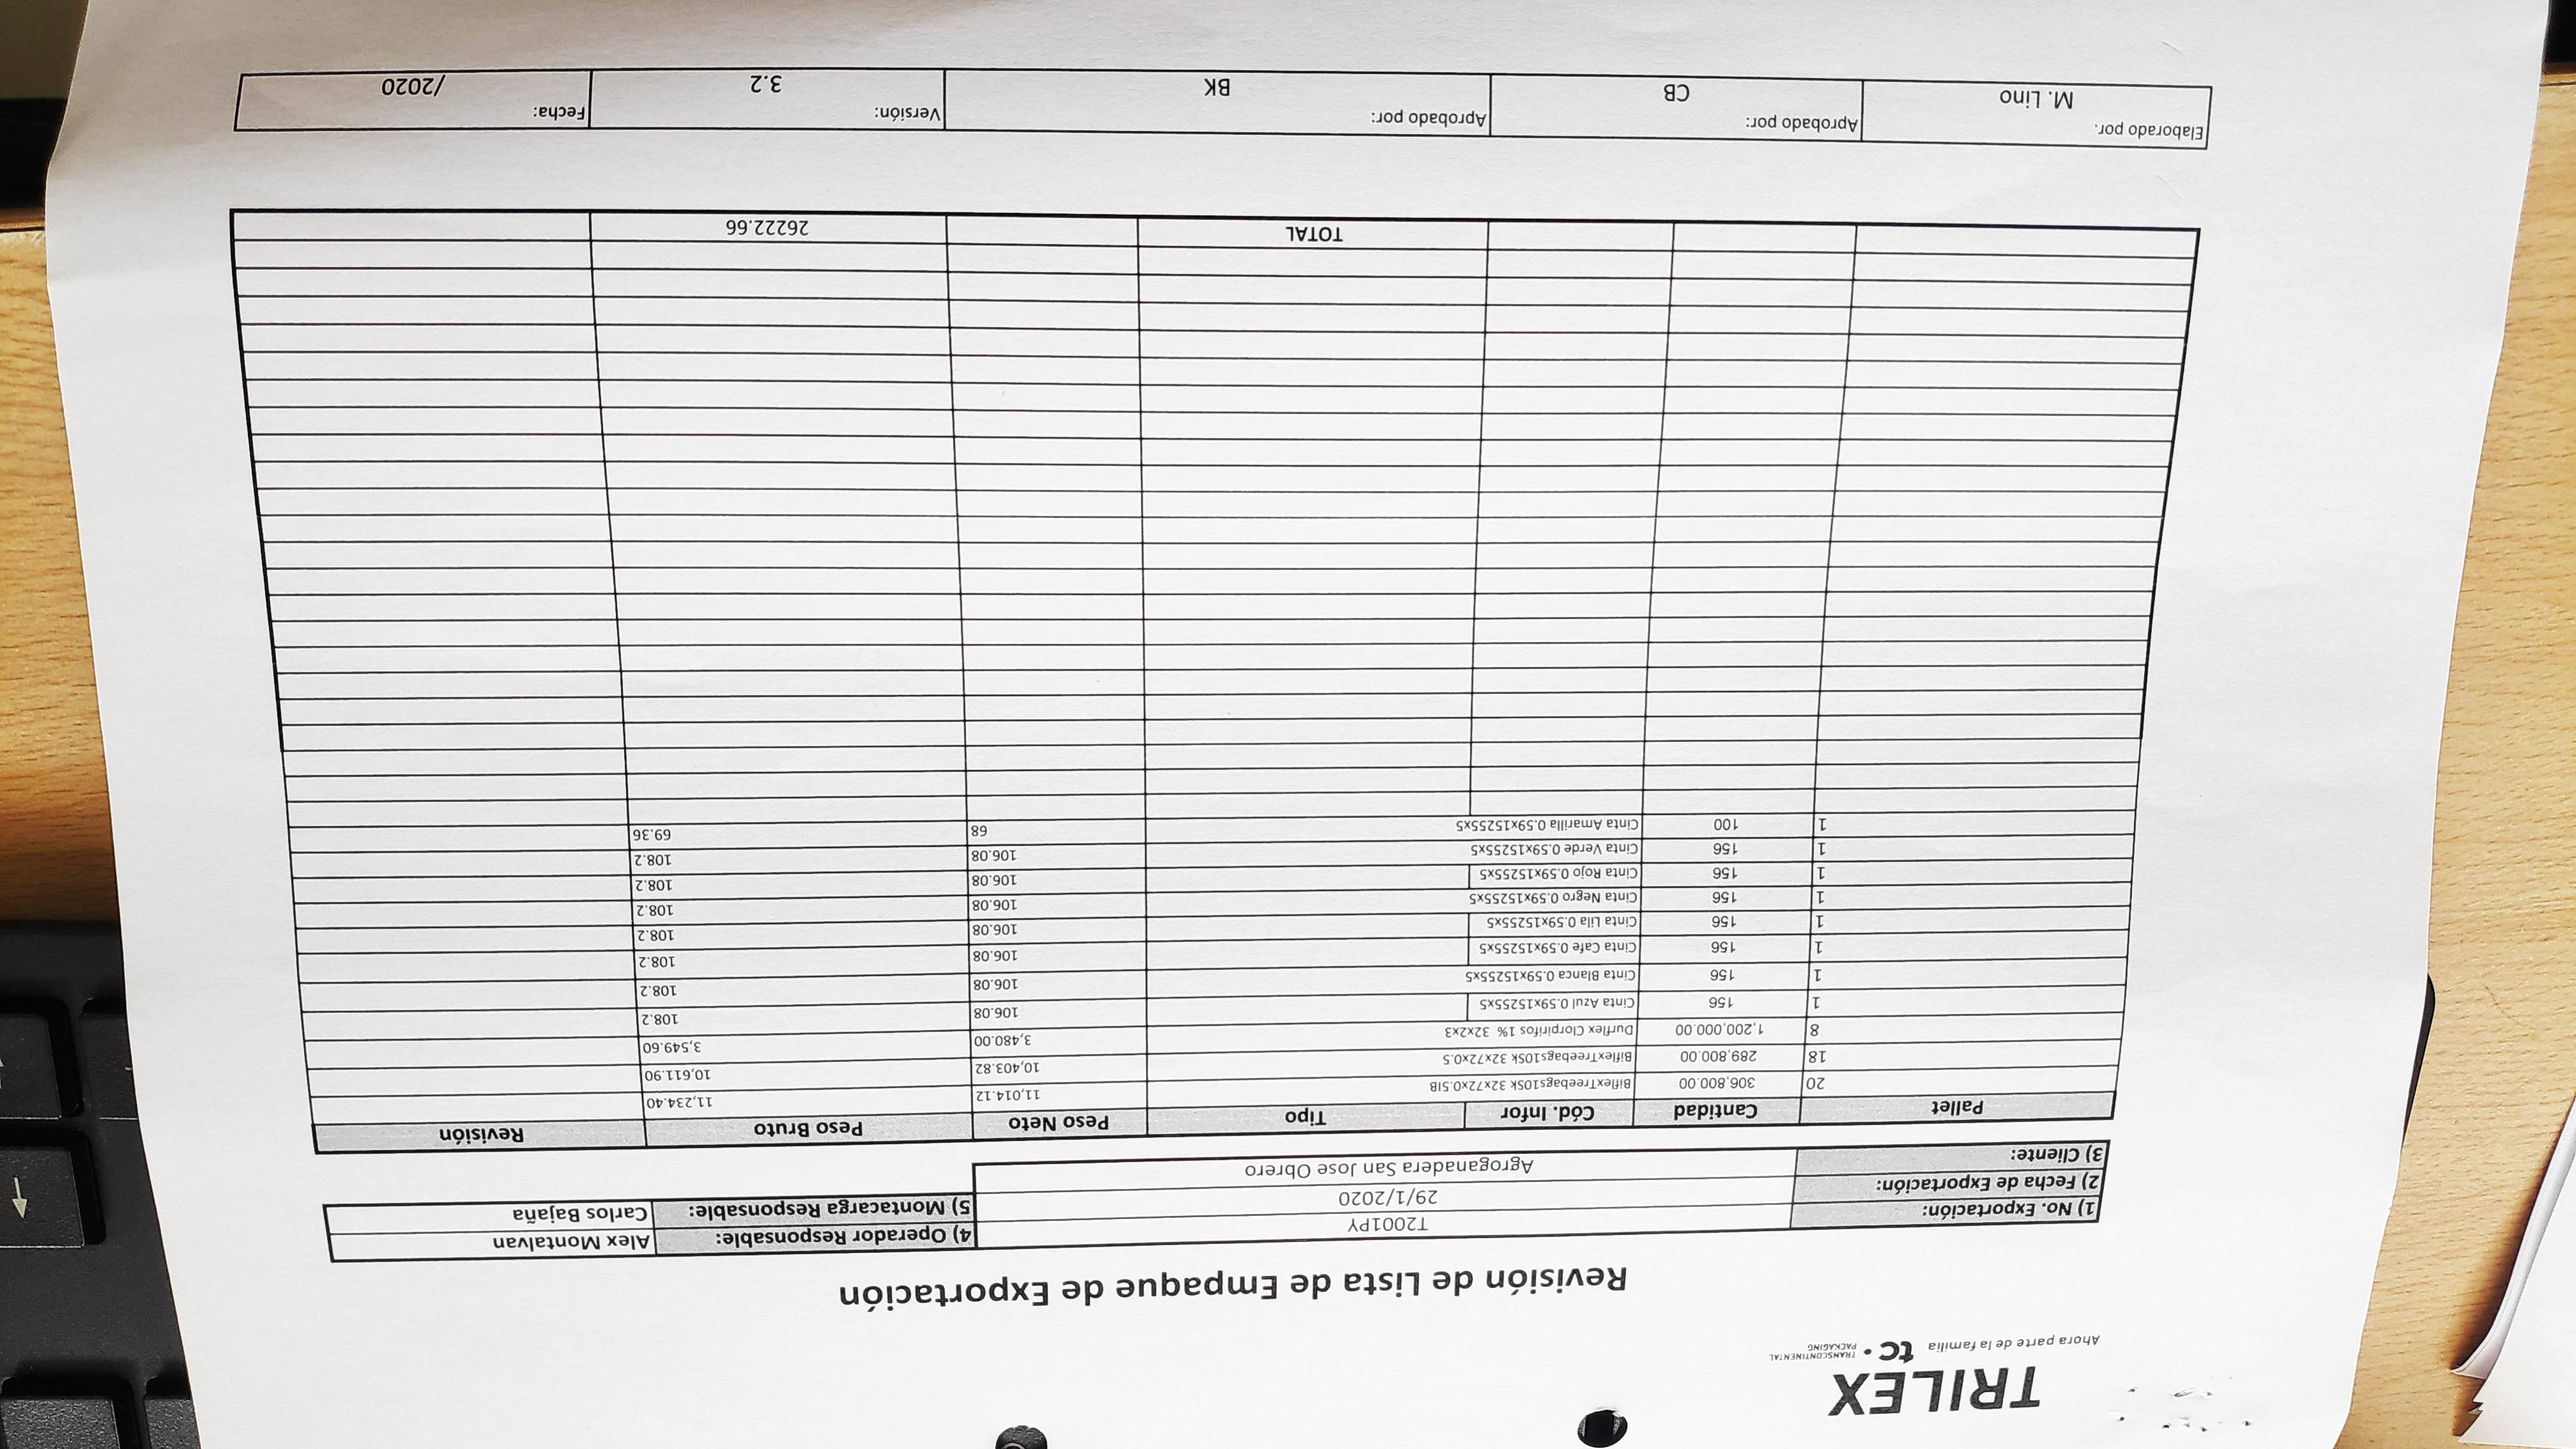 TRILEX
Ahora parte de la familia tc • TRANSCONTINENTAL PACKAGING
Revisión de Lista de Empaque de Exportación
1) No. Exportación: T2001PY 4) Operador Responsable: Alex Montalvan
2) Fecha de Exportación: 29/1/2020 5) Montacarga Responsable: Carlos Bajaña
3) Cliente: Agroganadera San Jose Obrero
Pallet Cantidad Cód. Infor Tipo Peso Neto Peso Bruto Revisión
20 306,800.00 BiflexTreebags10Sk 32x72x0.5IB 11,014.12 11,234.40
18 289,800.00 BiflexTreebags10Sk 32x72x0.5 10,403.82 10,611.90
8 1,200,000.00 Durflex Clorpirifos 1% 32x2x3 3,480.00 3,549.60
1 156 Cinta Azul 0.59x15255x5 106.08 108.2
1 156 Cinta Blanca 0.59x15255x5 106.08 108.2
1 156 Cinta Cafe 0.59x15255x5 106.08 108.2
1 156 Cinta Lila 0.59x15255x5 106.08 108.2
1 156 Cinta Negro 0.59x15255x5 106.08 108.2
1 156 Cinta Rojo 0.59x15255x5 106.08 108.2
1 156 Cinta Verde 0.59x15255x5 106.08 108.2
1 100 Cinta Amarilla 0.59x15255x5 68 69.36
TOTAL 26222.66
Elaborado por. Aprobado por: Aprobado por: Versión: Fecha:
M. Lino CB BK 3.2 /2020